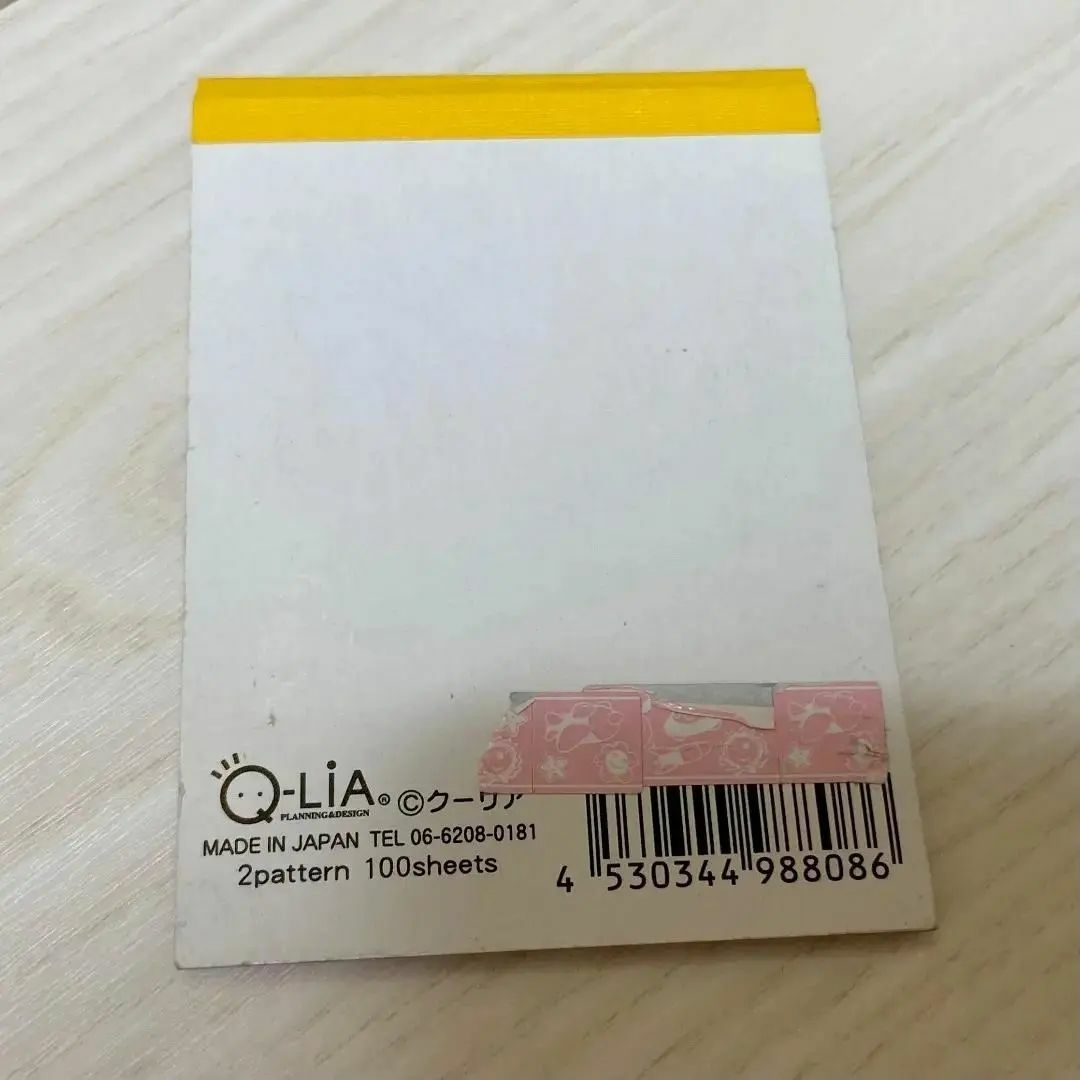 Q-LiA® ©クーリア
PLANNING&DESIGN
MADE IN JAPAN TEL 06-6208-0181
2pattern 100sheets
4 530344 988086